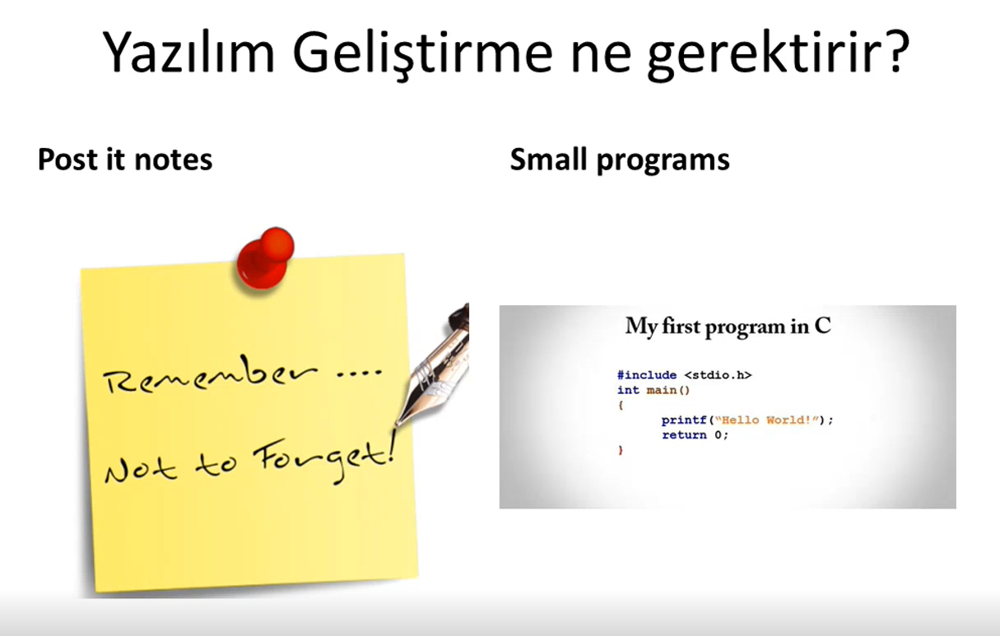 Yazılım Geliştirme ne gerektirir?
Post it notes
Remember ....
Not to Forget!
Small programs
My first program in C
#include <stdio.h>
int main()
{
printf(“Hello World!”);
return 0;
}